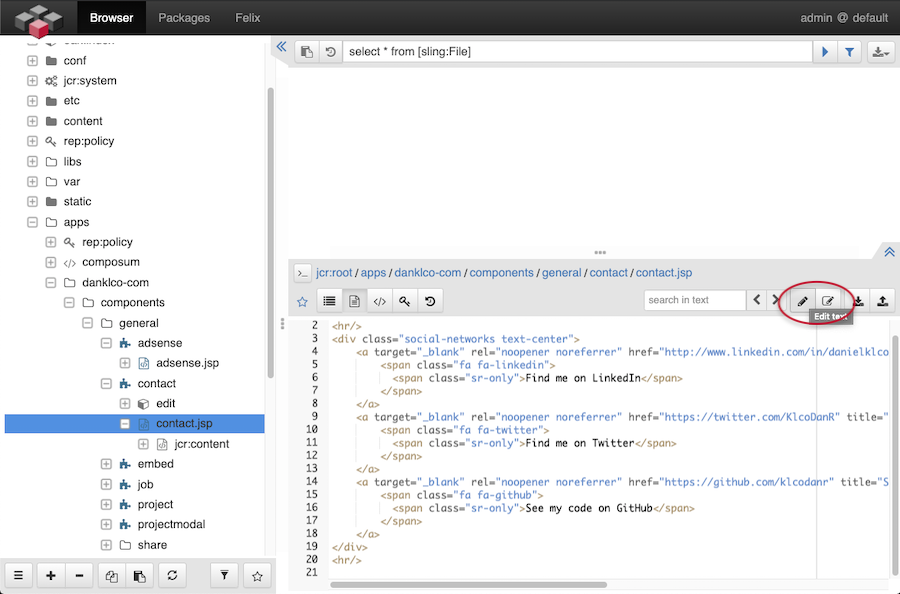 Browser Packages Felix admin @ default
conf
jcr:system
etc
content
rep:policy
libs
var
static
apps
rep:policy
composum
danklco-com
components
general
adsense
adsense.jsp
contact
edit
contact.jsp
jcr:content
embed
job
project
projectmodal
share
select * from [sling:File]
jcr:root / apps / danklco-com / components / general / contact / contact.jsp
search in text
Edit text
2 <hr/>
3 <div class="social-networks text-center">
4 <a target="_blank" rel="noopener noreferrer" href="http://www.linkedin.com/in/danielklco
5 <span class="fa fa-linkedin">
6 <span class="sr-only">Find me on LinkedIn</span>
7 </span>
8 </a>
9 <a target="_blank" rel="noopener noreferrer" href="https://twitter.com/KlcoDanR" title="
10 <span class="fa fa-twitter">
11 <span class="sr-only">Find me on Twitter</span>
12 </span>
13 </a>
14 <a target="_blank" rel="noopener noreferrer" href="https://github.com/klcodanr" title="S
15 <span class="fa fa-github">
16 <span class="sr-only">See my code on GitHub</span>
17 </span>
18 </a>
19 </div>
20 <hr/>
21